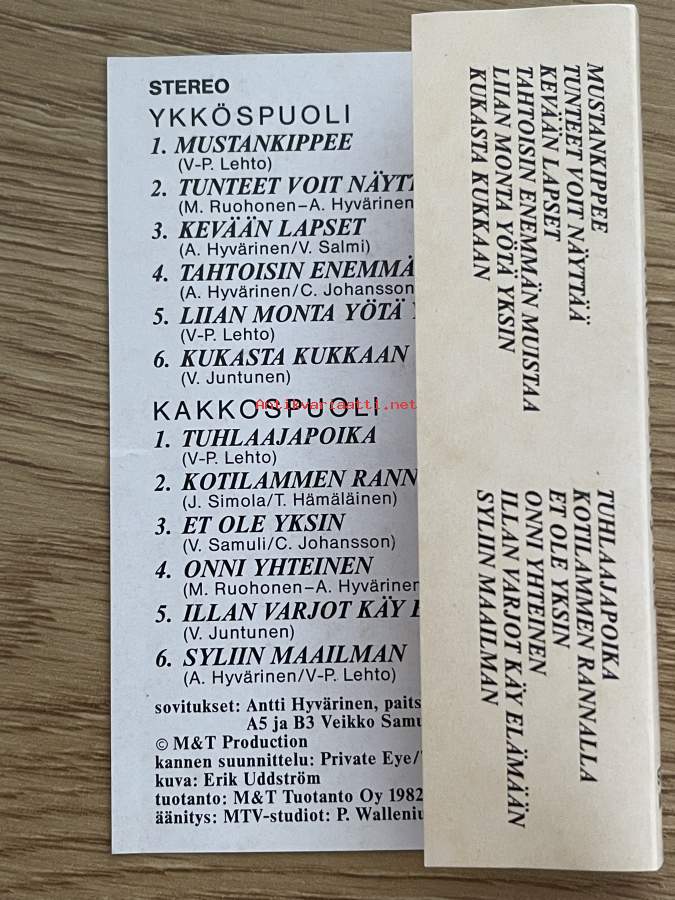 STEREO
YKKÖSPUOLI
1. MUSTANKIPPEE
(V-P. Lehto)
2. TUNTEET VOIT NÄYTT
(M. Ruohonen–A. Hyvärinen
3. KEVÄÄN LAPSET
(A. Hyvärinen/V. Salmi)
4. TAHTOISIN ENEMMÄ
(A. Hyvärinen/C. Johansson
5. LIIAN MONTA YÖTÄ
(V-P. Lehto)
6. KUKASTA KUKKAAN
(V. Juntunen)
Antikvariaatti.net
KAKKOSPUOLI
1. TUHLAAJAPOIKA
(V-P. Lehto)
2. KOTILAMMEN RANN
(J. Simola/T. Hämäläinen)
3. ET OLE YKSIN
(V. Samuli/C. Johansson)
4. ONNI YHTEINEN
(M. Ruohonen–A. Hyvärinen
5. ILLAN VARJOT KÄY E
(V. Juntunen)
6. SYLIIN MAAILMAN
(A. Hyvärinen/V-P. Lehto)
sovitukset: Antti Hyvärinen, paits
A5 ja B3 Veikko Samu
© M&T Production
kannen suunnittelu: Private Eye/
kuva: Erik Uddström
tuotanto: M&T Tuotanto Oy 1982
äänitys: MTV-studiot: P. Walleniu
MUSTANKIPPEE
TUNTEET VOIT NÄYTTÄÄ
KEVÄÄN LAPSET
TAHTOISIN ENEMMÄN MUISTAA
LIIAN MONTA YÖTÄ YKSIN
KUKASTA KUKKAAN
TUHLAAJAPOIKA
KOTILAMMEN RANNALLA
ET OLE YKSIN
ONNI YHTEINEN
ILLAN VARJOT KÄY ELÄMÄÄN
SYLIIN MAAILMAN